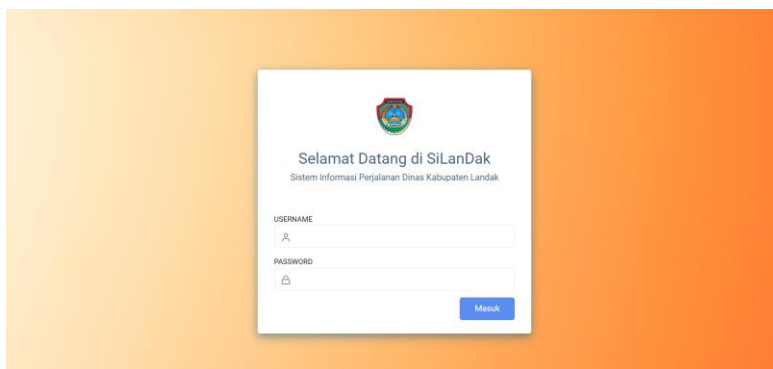 Selamat Datang di SiLanDak
Sistem Informasi Perjalanan Dinas Kabupaten Landak
USERNAME
PASSWORD
Masuk